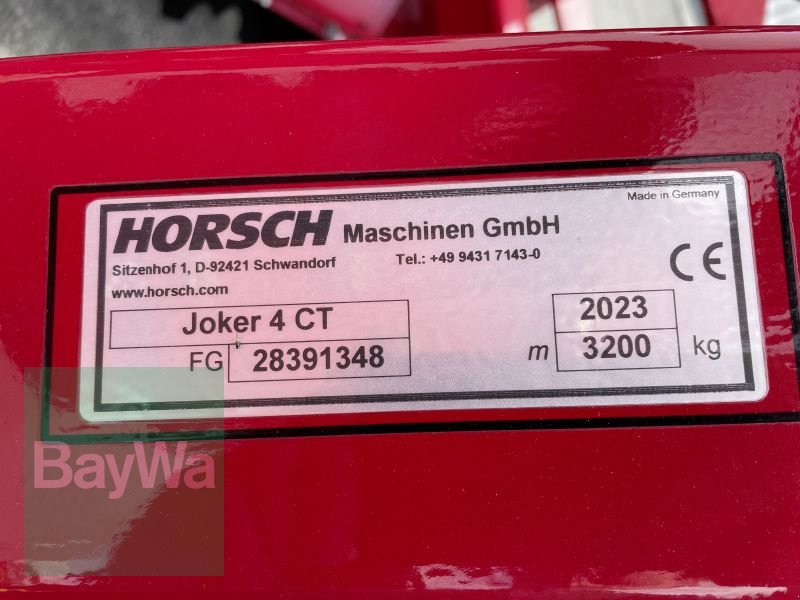 Made in Germany
HORSCH Maschinen GmbH
Sitzenhof 1, D-92421 Schwandorf Tel.: +49 9431 7143-0
www.horsch.com
CE
Joker 4 CT 2023
FG 28391348 m 3200 kg
BayWa